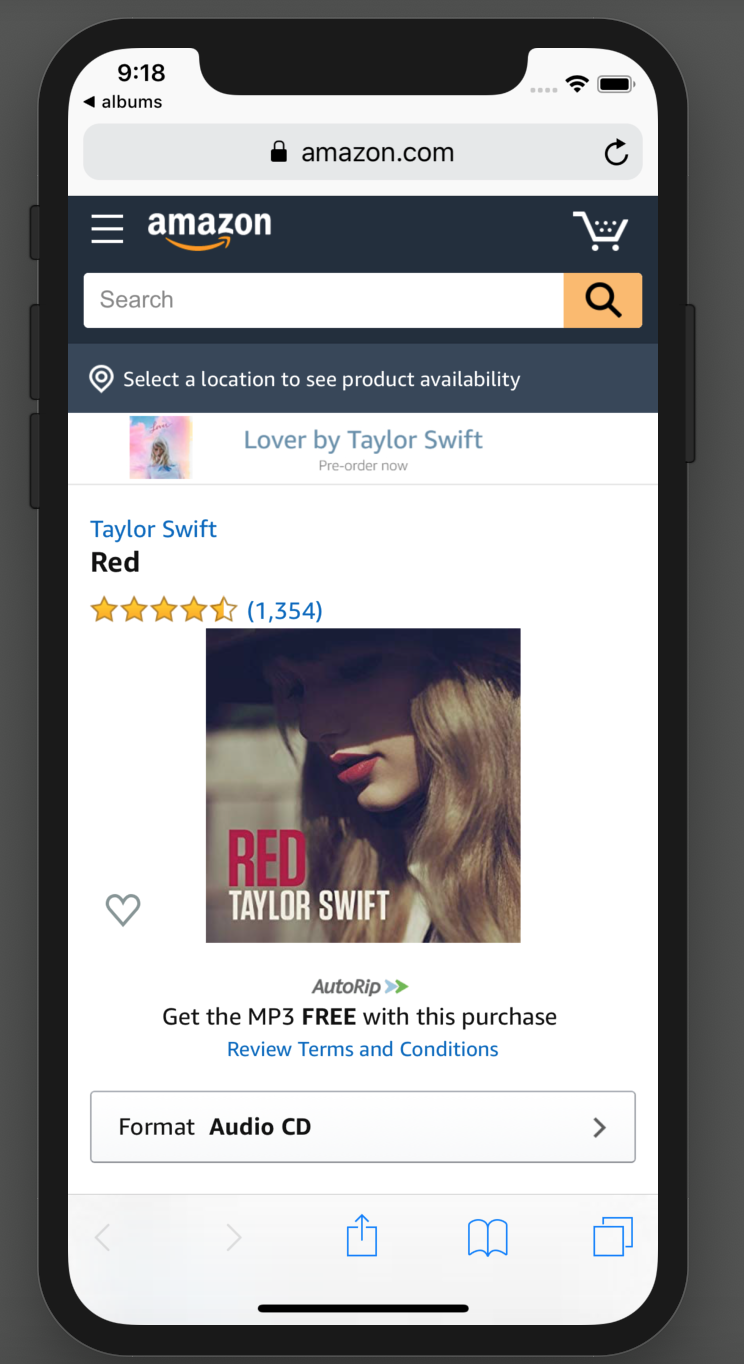 9:18
◀ albums
amazon.com
amazon
Search
Select a location to see product availability
Lover by Taylor Swift
Pre-order now
Taylor Swift
Red
(1,354)
RED
TAYLOR SWIFT
AutoRip
Get the MP3 FREE with this purchase
Review Terms and Conditions
Format Audio CD